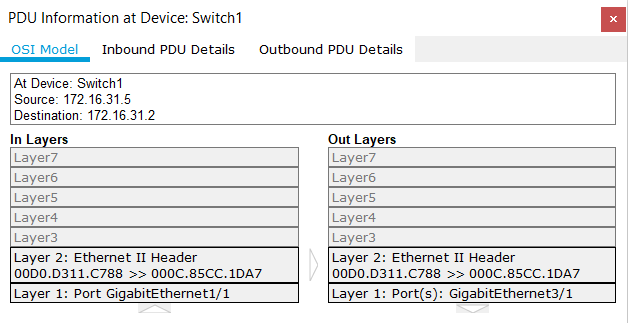 PDU Information at Device: Switch1
OSI Model Inbound PDU Details Outbound PDU Details
At Device: Switch1
Source: 172.16.31.5
Destination: 172.16.31.2
In Layers
Layer7
Layer6
Layer5
Layer4
Layer3
Layer 2: Ethernet II Header
00D0.D311.C788 >> 000C.85CC.1DA7
Layer 1: Port GigabitEthernet1/1
Out Layers
Layer7
Layer6
Layer5
Layer4
Layer3
Layer 2: Ethernet II Header
00D0.D311.C788 >> 000C.85CC.1DA7
Layer 1: Port(s): GigabitEthernet3/1